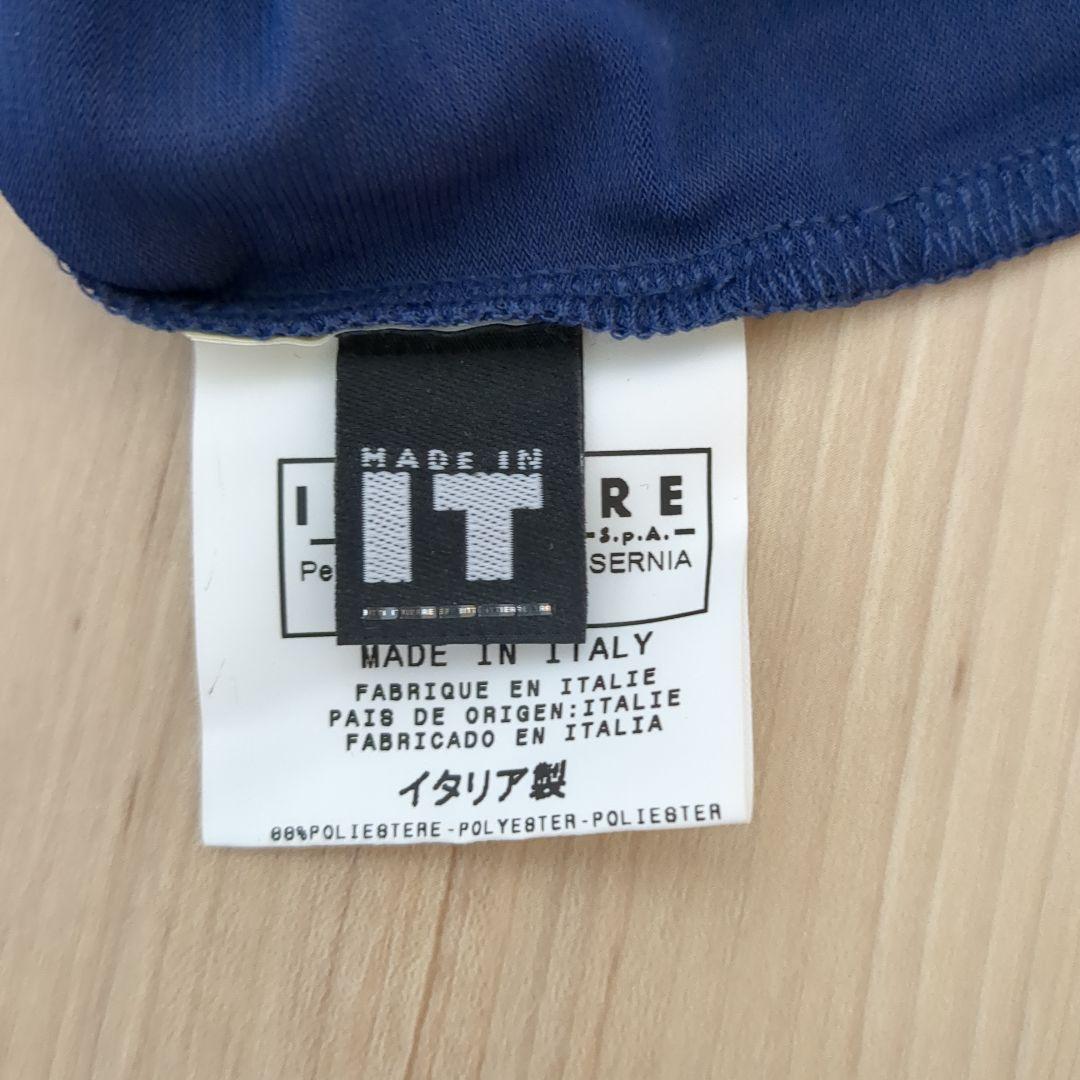 MADE IN
IT
I RE
S.p.A.
SERNIA
MADE IN ITALY
FABRIQUE EN ITALIE
PAIS DE ORIGEN:ITALIE
FABRICADO EN ITALIA
イタリア製
POLIESTERE-POLYESTER-POLIESTER